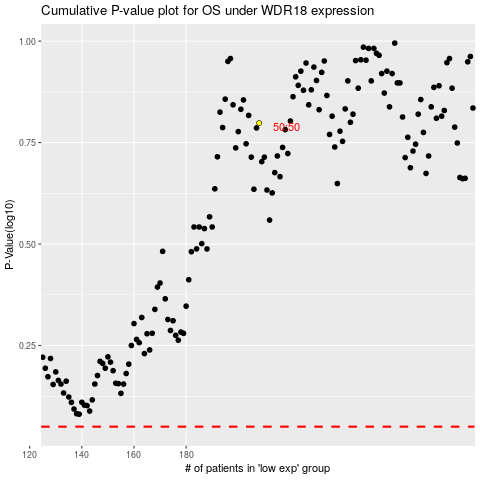 Cumulative P-value plot for OS under WDR18 expression
P-Value(log10)
1.00
0.75
0.50
0.25
50:50
120 140 160 180
# of patients in 'low exp' group